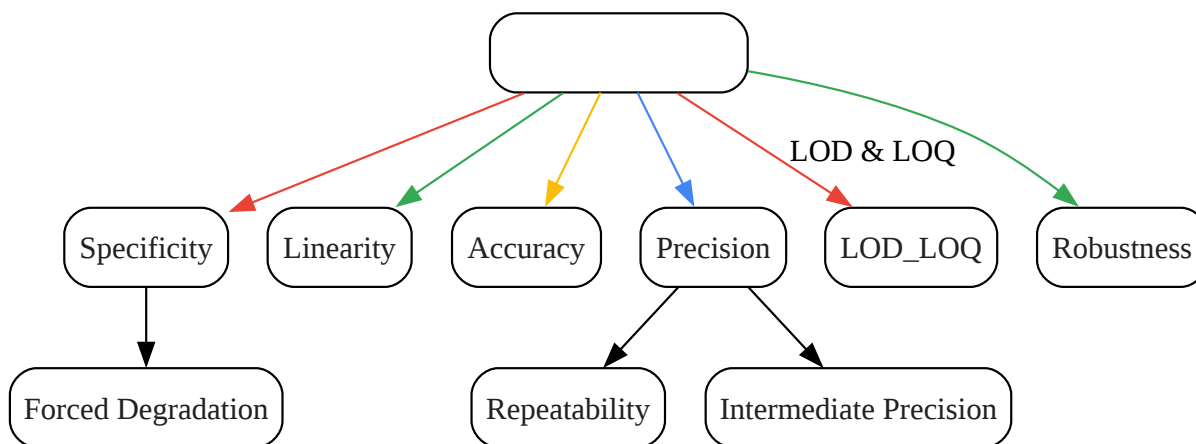 LOD & LOQ
Specificity
Linearity
Accuracy
Precision
LOD_LOQ
Robustness
Forced Degradation
Repeatability
Intermediate Precision